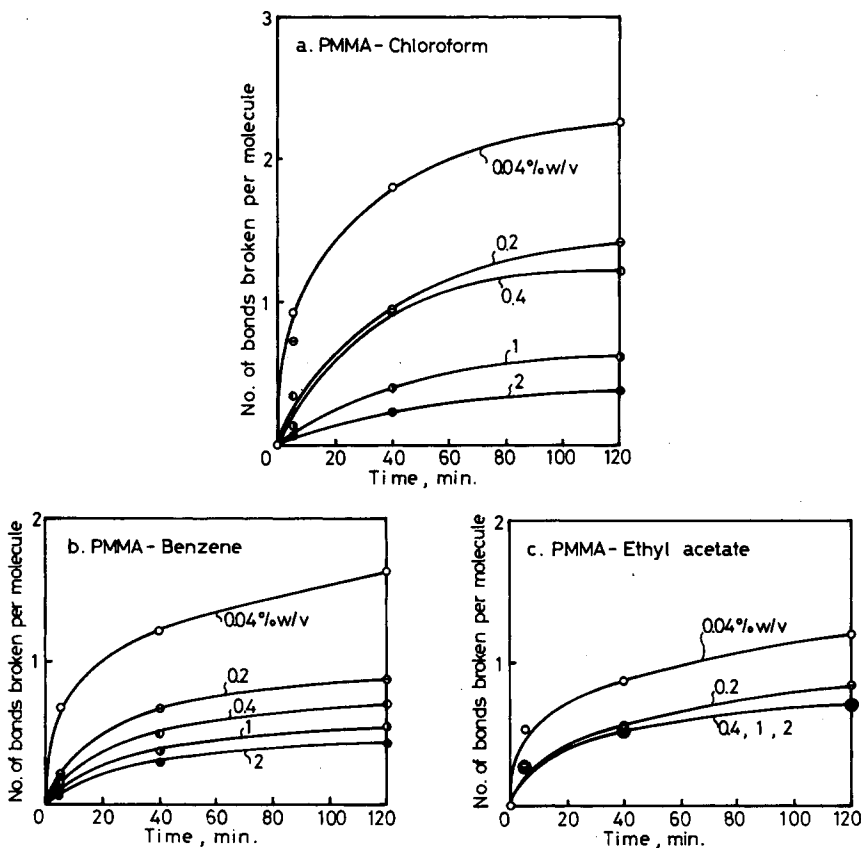 a. PMMA - Chloroform
No. of bonds broken per molecule
3
2
1
0
0.04% w/v
0.2
0.4
1
2
0 20 40 60 80 100 120
Time, min.
b. PMMA - Benzene
No. of bonds broken per molecule
2
1
0
0.04% w/v
0.2
0.4
1
2
0 20 40 60 80 100 120
Time, min.
c. PMMA - Ethyl acetate
No. of bonds broken per molecule
2
1
0.04% w/v
0.2
0.4, 1, 2
0 20 40 60 80 100 120
Time, min.